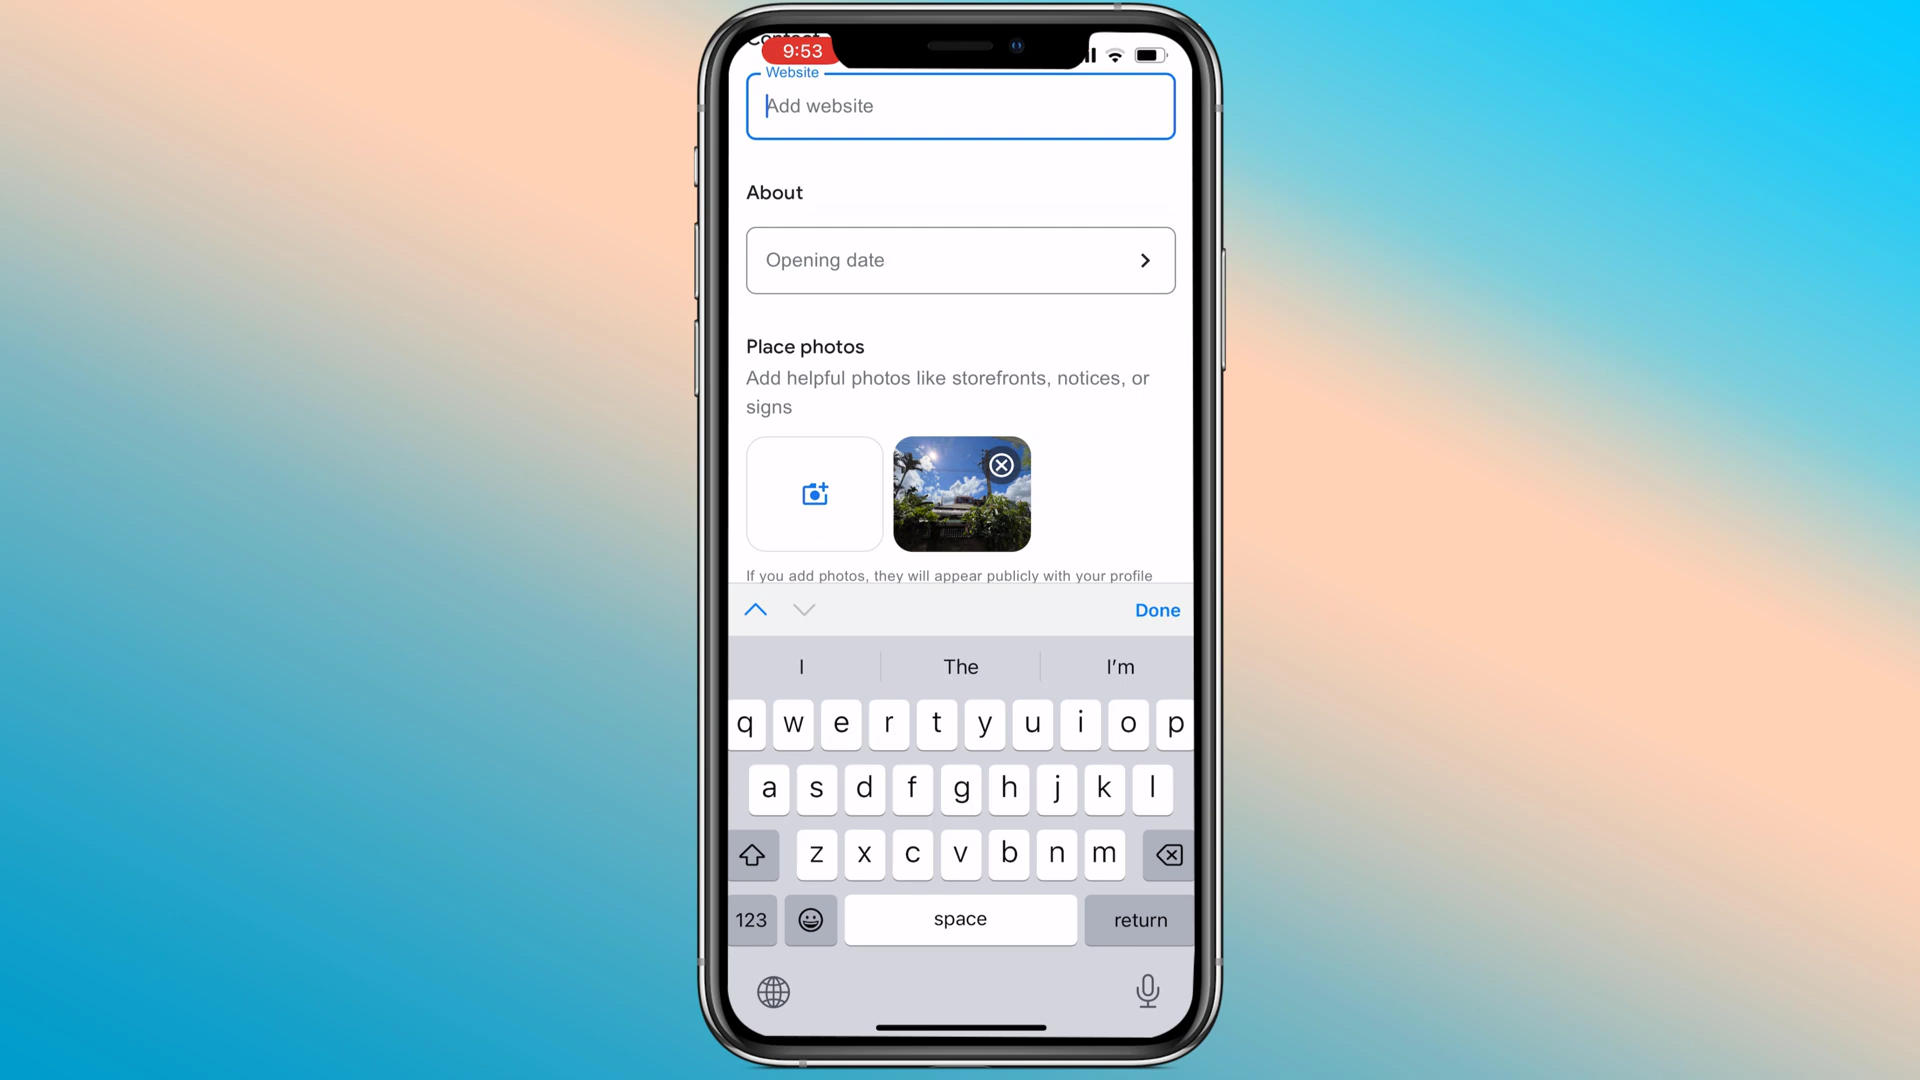 9:53
Website
Add website
About
Opening date
Place photos
Add helpful photos like storefronts, notices, or
signs
If you add photos, they will appear publicly with your profile
Done
I The I'm
q w e r t y u i o p
a s d f g h j k l
z x c v b n m
123 space return